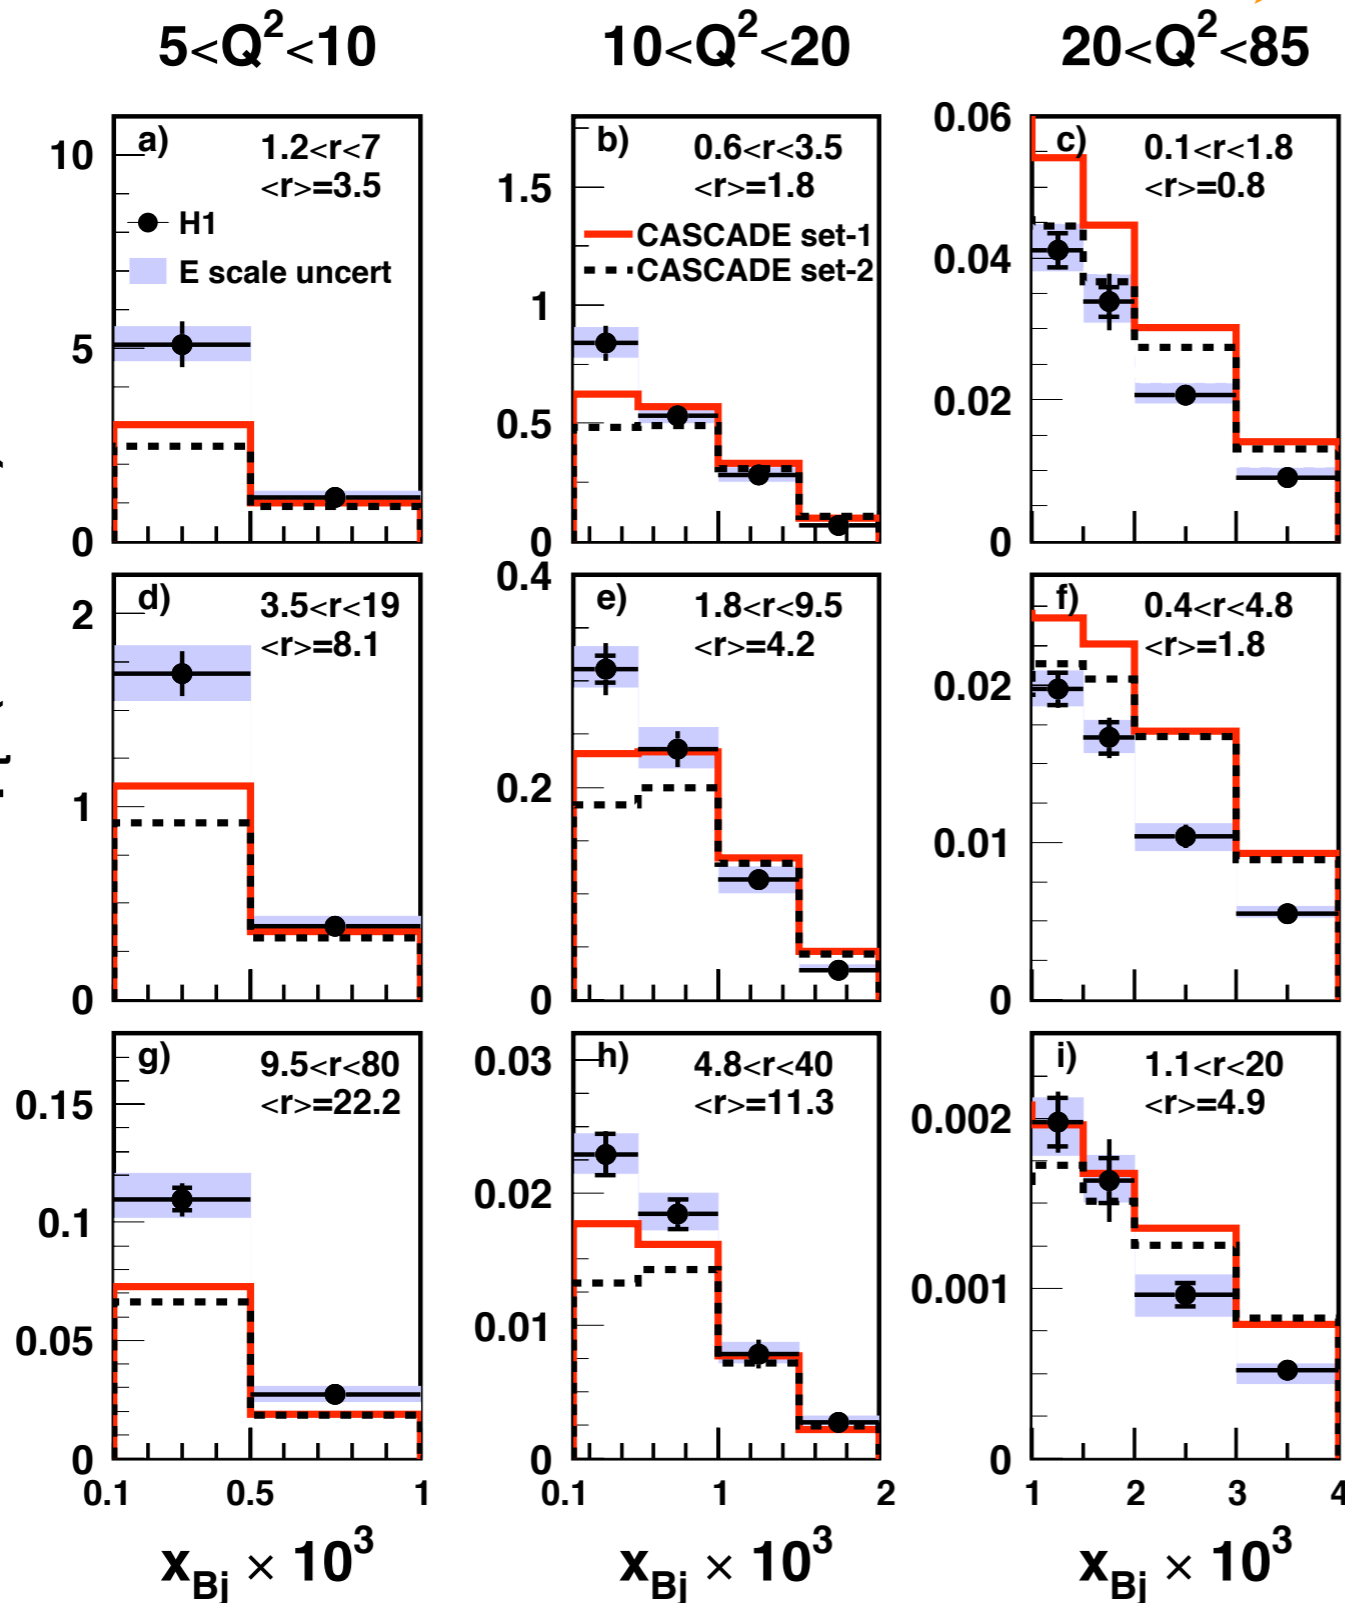 5<Q²<10 10<Q²<20 20<Q²<85
a) 1.2<r<7
<r>=3.5
H1
E scale uncert
10
5
0
b) 0.6<r<3.5
<r>=1.8
CASCADE set-1
CASCADE set-2
1.5
1
0.5
0
c) 0.1<r<1.8
<r>=0.8
0.06
0.04
0.02
0
d) 3.5<r<19
<r>=8.1
2
1
0
e) 1.8<r<9.5
<r>=4.2
0.4
0.2
0
f) 0.4<r<4.8
<r>=1.8
0.02
0.01
0
g) 9.5<r<80
<r>=22.2
0.15
0.1
0.05
0
h) 4.8<r<40
<r>=11.3
0.03
0.02
0.01
0
i) 1.1<r<20
<r>=4.9
0.002
0.001
0
0.1 0.5 1 0.1 1 2 1 2 3 4
x_Bj × 10³ x_Bj × 10³ x_Bj × 10³